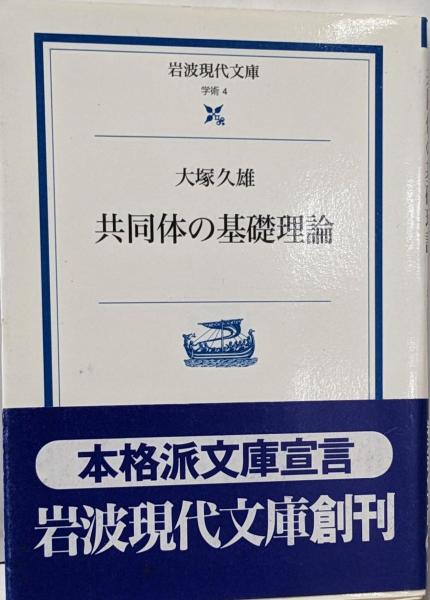 岩波現代文庫
学術 4
大塚久雄
共同体の基礎理論
本格派文庫宣言
岩波現代文庫創刊